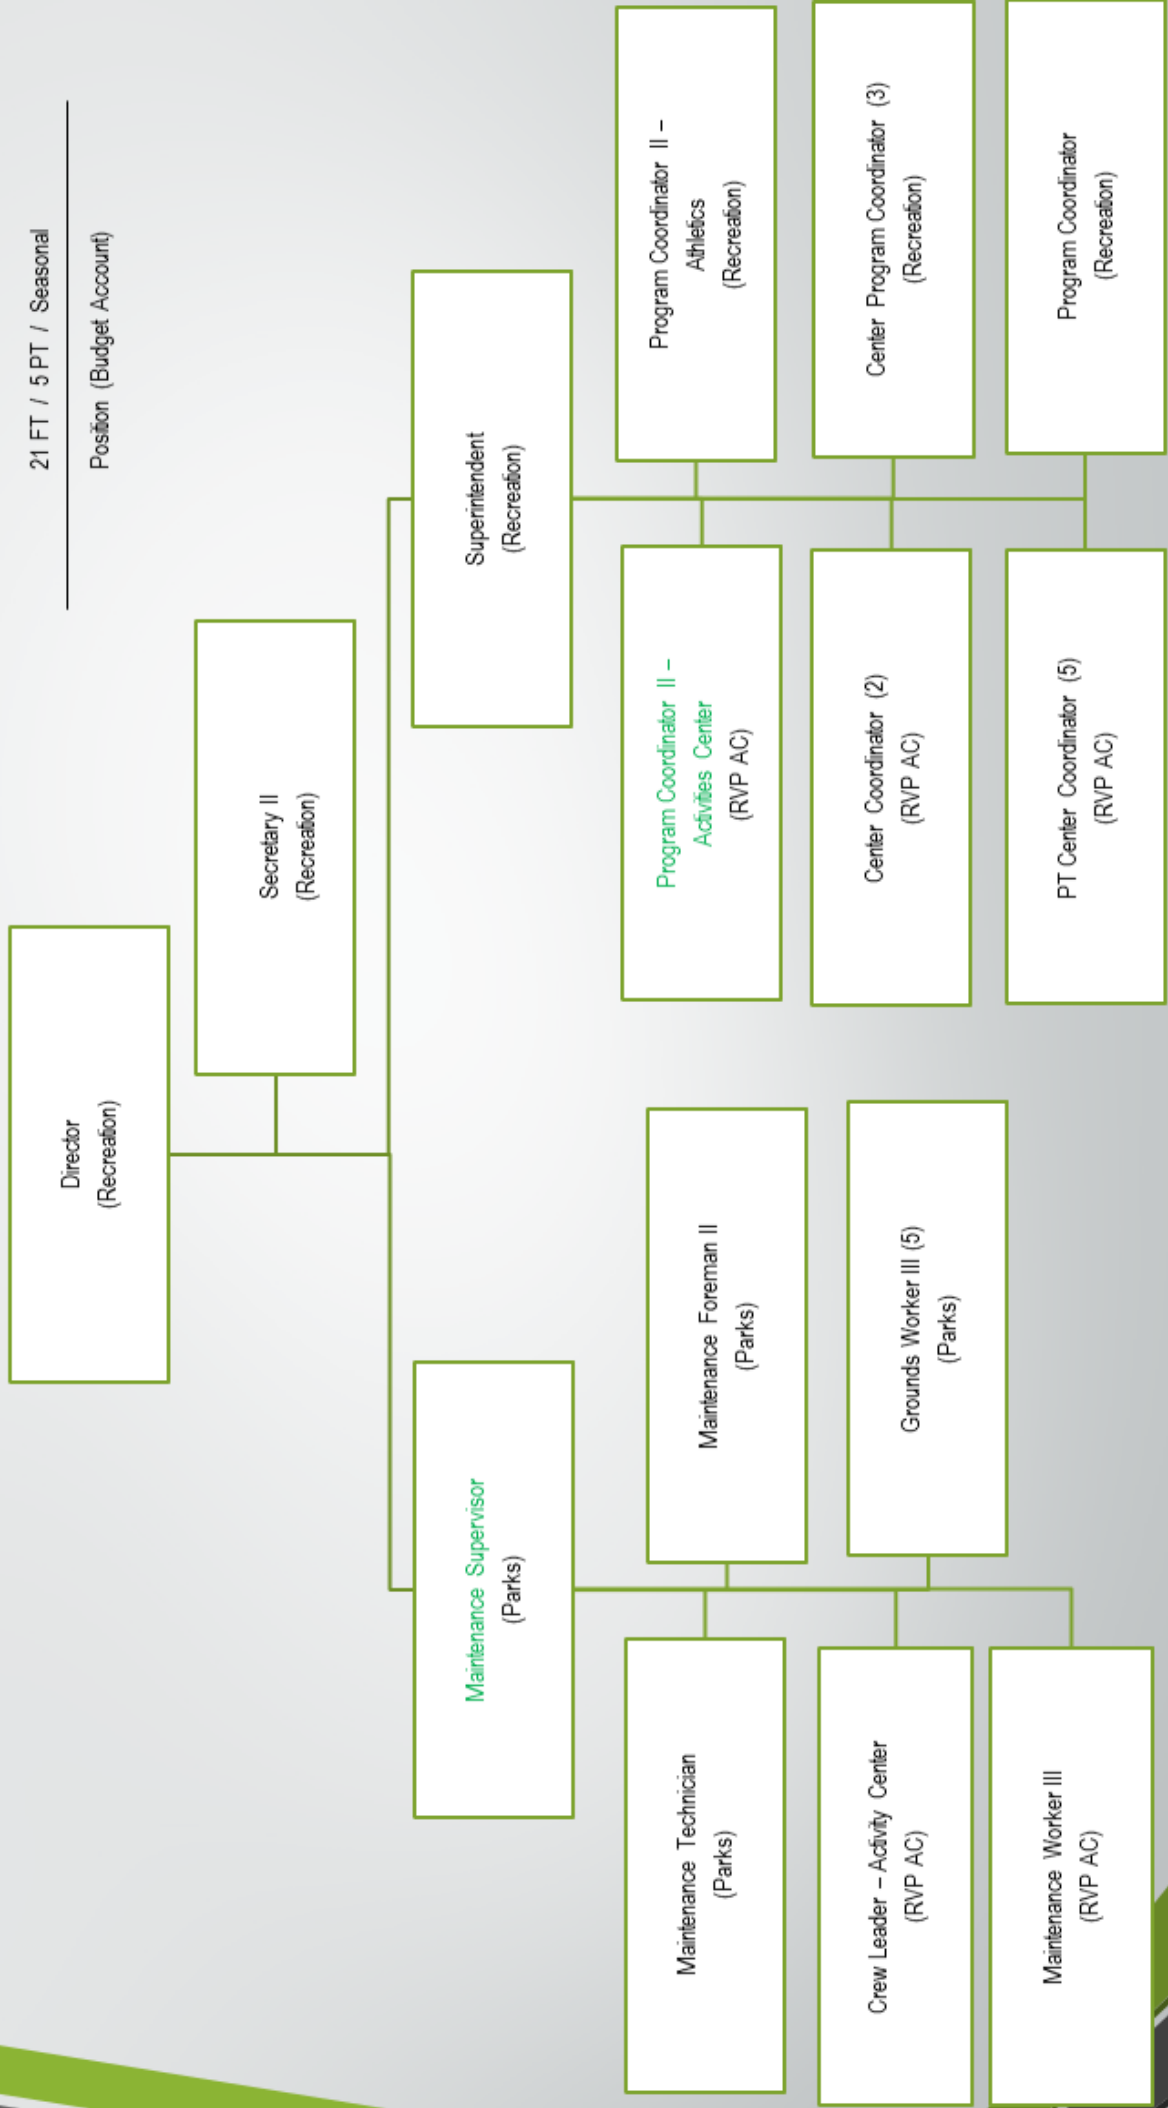 21 FT / 5 PT / Seasonal
Position (Budget Account)
Director
(Recreation)
Secretary II
(Recreation)
Maintenance Supervisor
(Parks)
Superintendent
(Recreation)
Maintenance Technician
(Parks)
Maintenance Foreman II
(Parks)
Crew Leader – Activity Center
(RVP AC)
Grounds Worker III (5)
(Parks)
Maintenance Worker III
(RVP AC)
Program Coordinator II –
Activities Center
(RVP AC)
Program Coordinator II –
Athletics
(Recreation)
Center Coordinator (2)
(RVP AC)
Center Program Coordinator (3)
(Recreation)
PT Center Coordinator (5)
(RVP AC)
Program Coordinator
(Recreation)